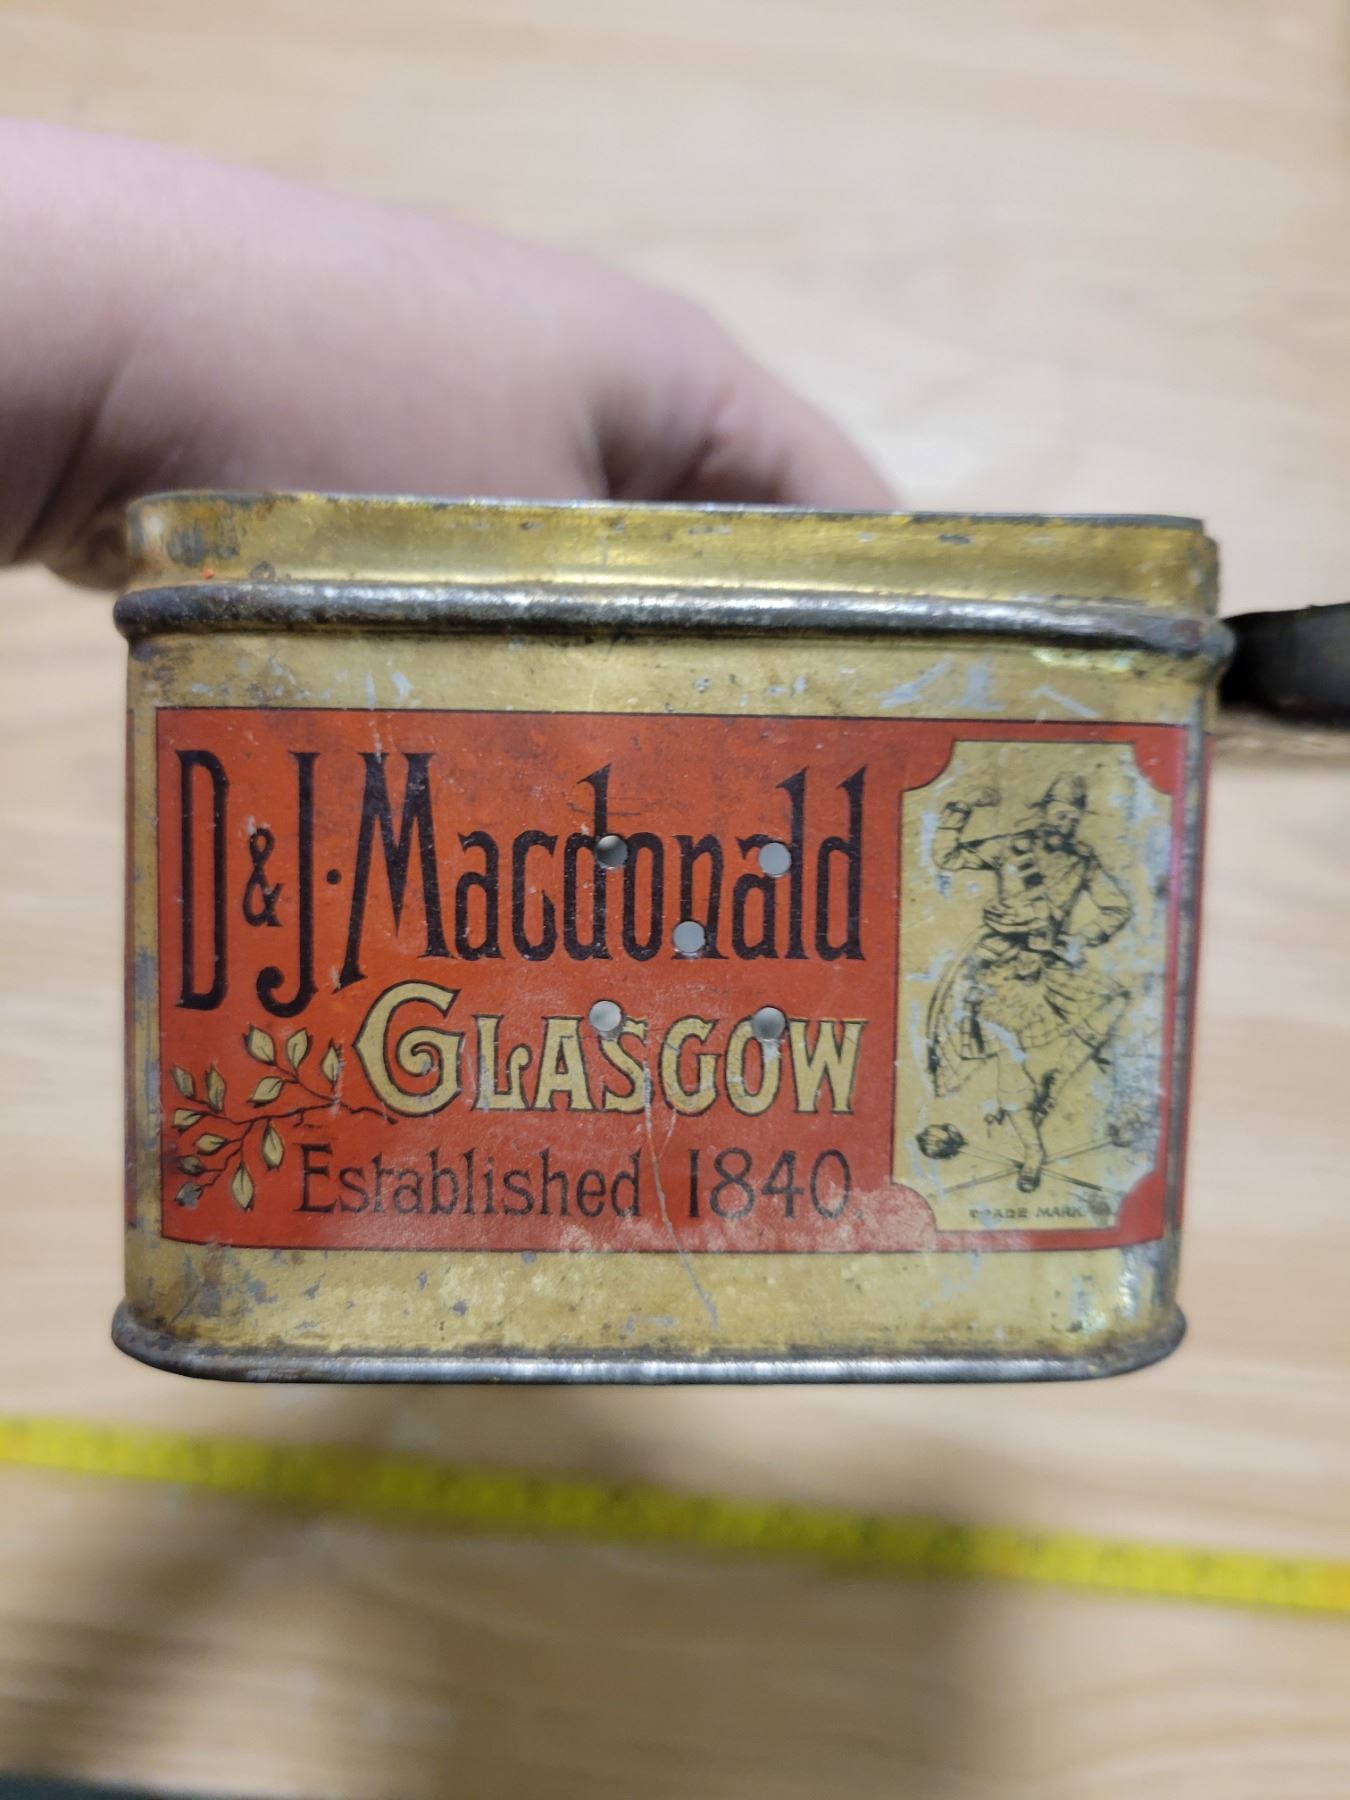 D & J. Macdonald
GLASGOW
Established 1840.
TRADE MARK